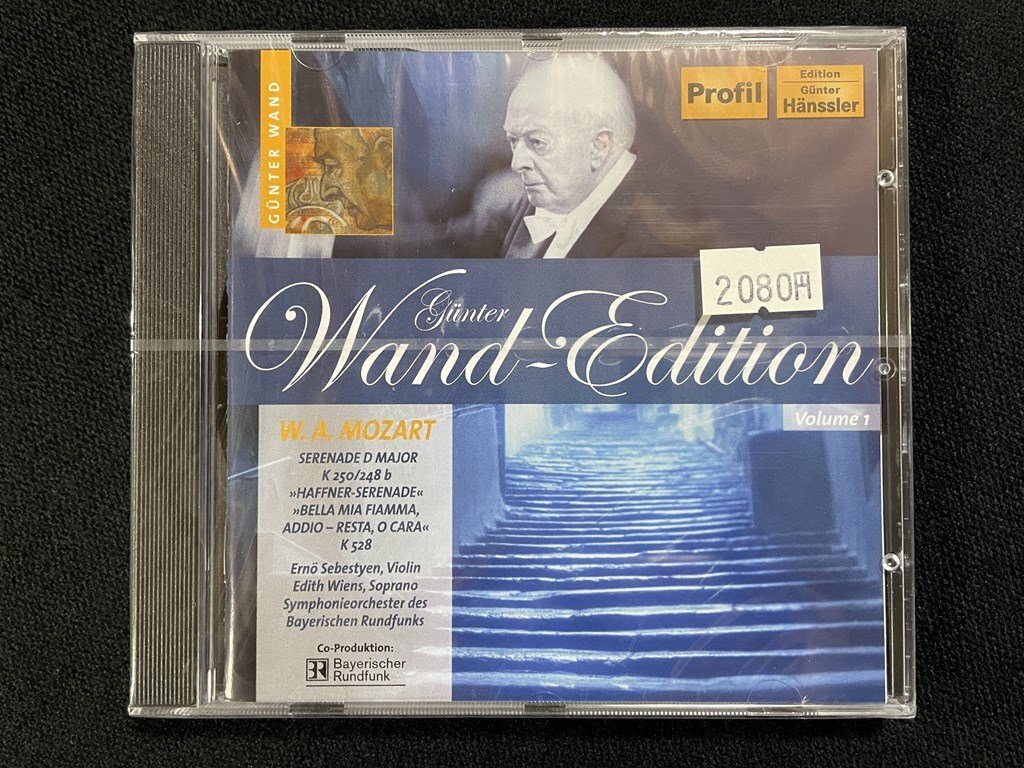 GÜNTER WAND
Profil
Edition
Günter
Hänssler
2080円
Günter
Wand-Edition
Volume 1
W. A. MOZART
SERENADE D MAJOR
K 250/248 b
»HAFFNER-SERENADE«
»BELLA MIA FIAMMA,
ADDIO – RESTA, O CARA«
K 528
Ernö Sebestyen, Violin
Edith Wiens, Soprano
Symphonieorchester des
Bayerischen Rundfunks
Co-Produktion:
BR Bayerischer
Rundfunk